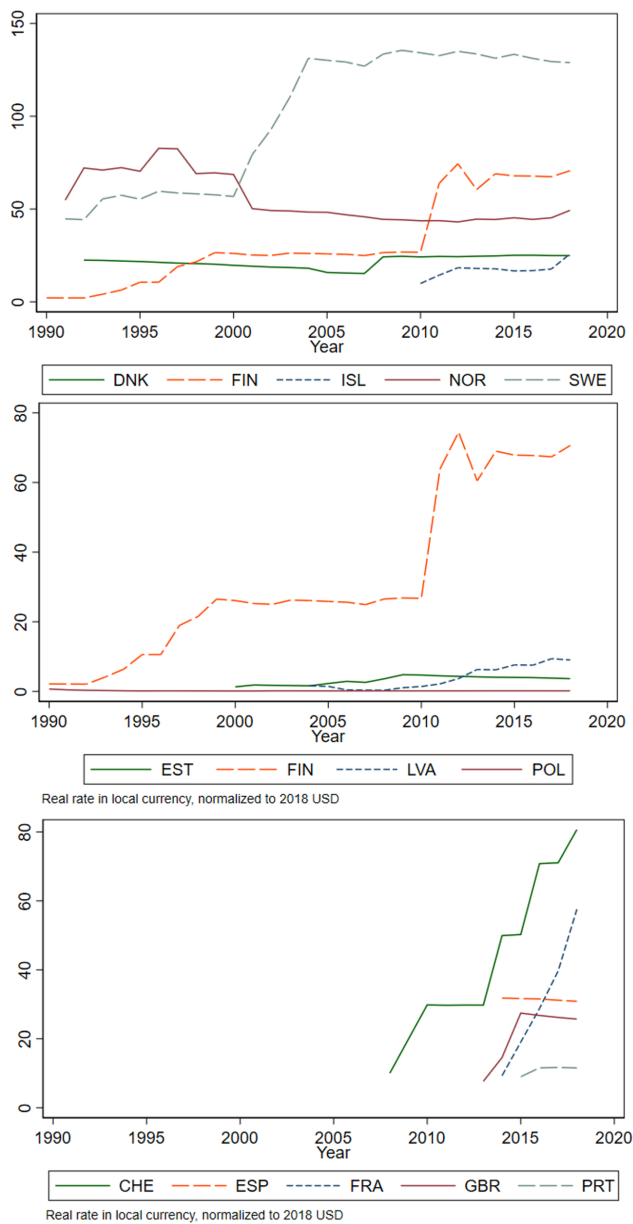 150
100
50
0
1990 1995 2000 2005 2010 2015 2020
Year
DNK FIN ISL NOR SWE
80
60
40
20
0
1990 1995 2000 2005 2010 2015 2020
Year
EST FIN LVA POL
Real rate in local currency, normalized to 2018 USD
80
60
40
20
0
1990 1995 2000 2005 2010 2015 2020
Year
CHE ESP FRA GBR PRT
Real rate in local currency, normalized to 2018 USD